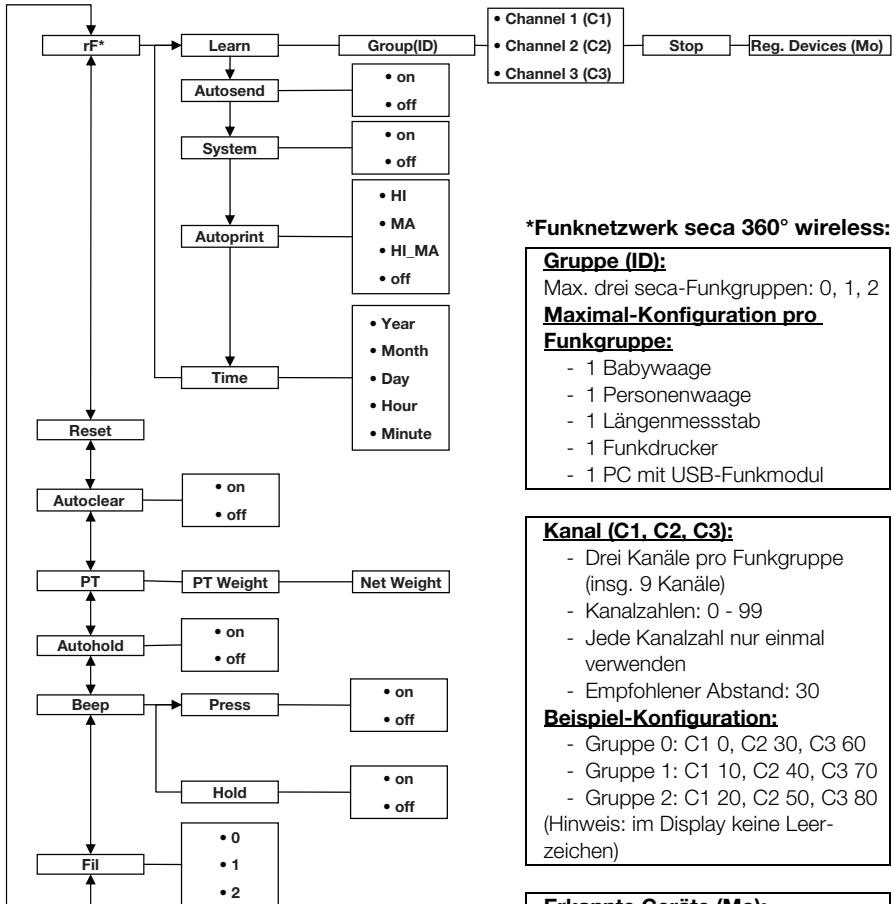 rF*
Learn
Group(ID)
• Channel 1 (C1)
• Channel 2 (C2)
• Channel 3 (C3)
Stop
Reg. Devices (Mo)
Autosend
• on
• off
System
• on
• off
Autoprint
• HI
• MA
• HI_MA
• off
Time
• Year
• Month
• Day
• Hour
• Minute
Reset
Autoclear
• on
• off
PT
PT Weight
Net Weight
Autohold
• on
• off
Beep
Press
• on
• off
Hold
• on
• off
Fil
• 0
• 1
• 2
*Funknetzwerk seca 360° wireless:
Gruppe (ID):
Max. drei seca-Funkgruppen: 0, 1, 2
Maximal-Konfiguration pro
Funkgruppe:
- 1 Babywaage
- 1 Personenwaage
- 1 Längenmessstab
- 1 Funkdrucker
- 1 PC mit USB-Funkmodul
Kanal (C1, C2, C3):
- Drei Kanäle pro Funkgruppe
(insg. 9 Kanäle)
- Kanalzahlen: 0 - 99
- Jede Kanalzahl nur einmal
verwenden
- Empfohlener Abstand: 30
Beispiel-Konfiguration:
- Gruppe 0: C1 0, C2 30, C3 60
- Gruppe 1: C1 10, C2 40, C3 70
- Gruppe 2: C1 20, C2 50, C3 80
(Hinweis: im Display keine Leer-
zeichen)
Erkannte Geräte (Mo):